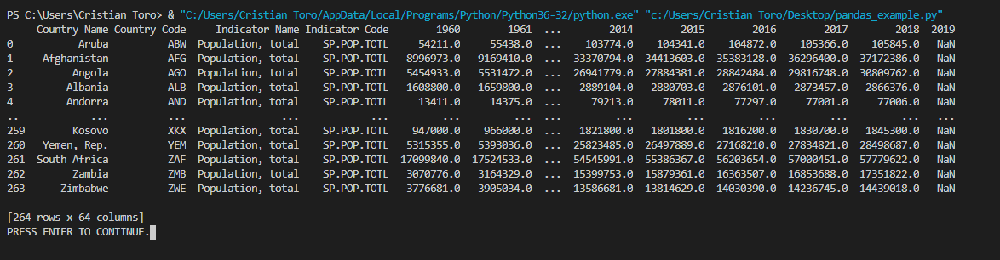 PS C:\Users\Cristian Toro> & "C:/Users/Cristian Toro/AppData/Local/Programs/Python/Python36-32/python.exe" "c:/Users/Cristian Toro/Desktop/pandas_example.py"
Country Name Country Code Indicator Name Indicator Code 1960 1961 ... 2014 2015 2016 2017 2018 2019
0 Aruba ABW Population, total SP.POP.TOTL 54211.0 55438.0 ... 103774.0 104341.0 104872.0 105366.0 105845.0 NaN
1 Afghanistan AFG Population, total SP.POP.TOTL 8996973.0 9169410.0 ... 33370794.0 34413603.0 35383128.0 36296400.0 37172386.0 NaN
2 Angola AGO Population, total SP.POP.TOTL 5454933.0 5531472.0 ... 26941779.0 27884381.0 28842484.0 29816748.0 30809762.0 NaN
3 Albania ALB Population, total SP.POP.TOTL 1608800.0 1659800.0 ... 2889104.0 2880703.0 2876101.0 2873457.0 2866376.0 NaN
4 Andorra AND Population, total SP.POP.TOTL 13411.0 14375.0 ... 79213.0 78011.0 77297.0 77001.0 77006.0 NaN
.. ... ... ... ... ... ... ... ... ... ... ... ... ...
259 Kosovo XKX Population, total SP.POP.TOTL 947000.0 966000.0 ... 1821800.0 1801800.0 1816200.0 1830700.0 1845300.0 NaN
260 Yemen, Rep. YEM Population, total SP.POP.TOTL 5315355.0 5393036.0 ... 25823485.0 26497889.0 27168210.0 27834821.0 28498687.0 NaN
261 South Africa ZAF Population, total SP.POP.TOTL 17099840.0 17524533.0 ... 54545991.0 55386367.0 56203654.0 57000451.0 57779622.0 NaN
262 Zambia ZMB Population, total SP.POP.TOTL 3070776.0 3164329.0 ... 15399753.0 15879361.0 16363507.0 16853688.0 17351822.0 NaN
263 Zimbabwe ZWE Population, total SP.POP.TOTL 3776681.0 3905034.0 ... 13586681.0 13814629.0 14030390.0 14236745.0 14439018.0 NaN
[264 rows x 64 columns]
PRESS ENTER TO CONTINUE.